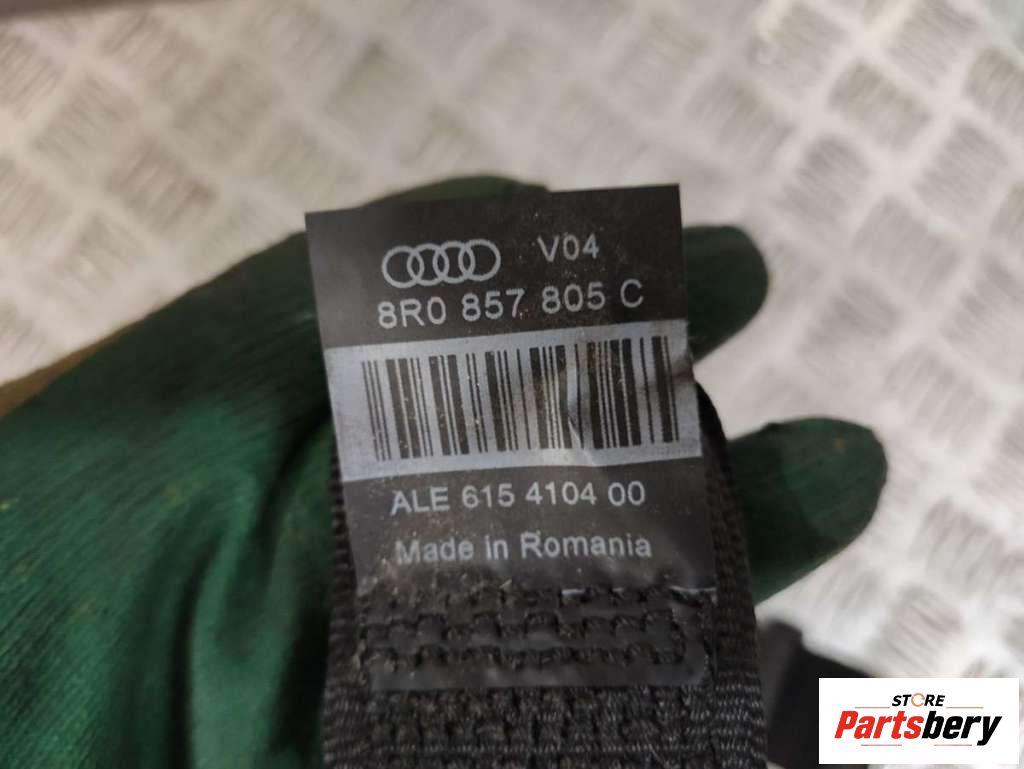 V04
8R0 857 805 C
ALE 615 4104 00
Made in Romania
STORE
Partsbery